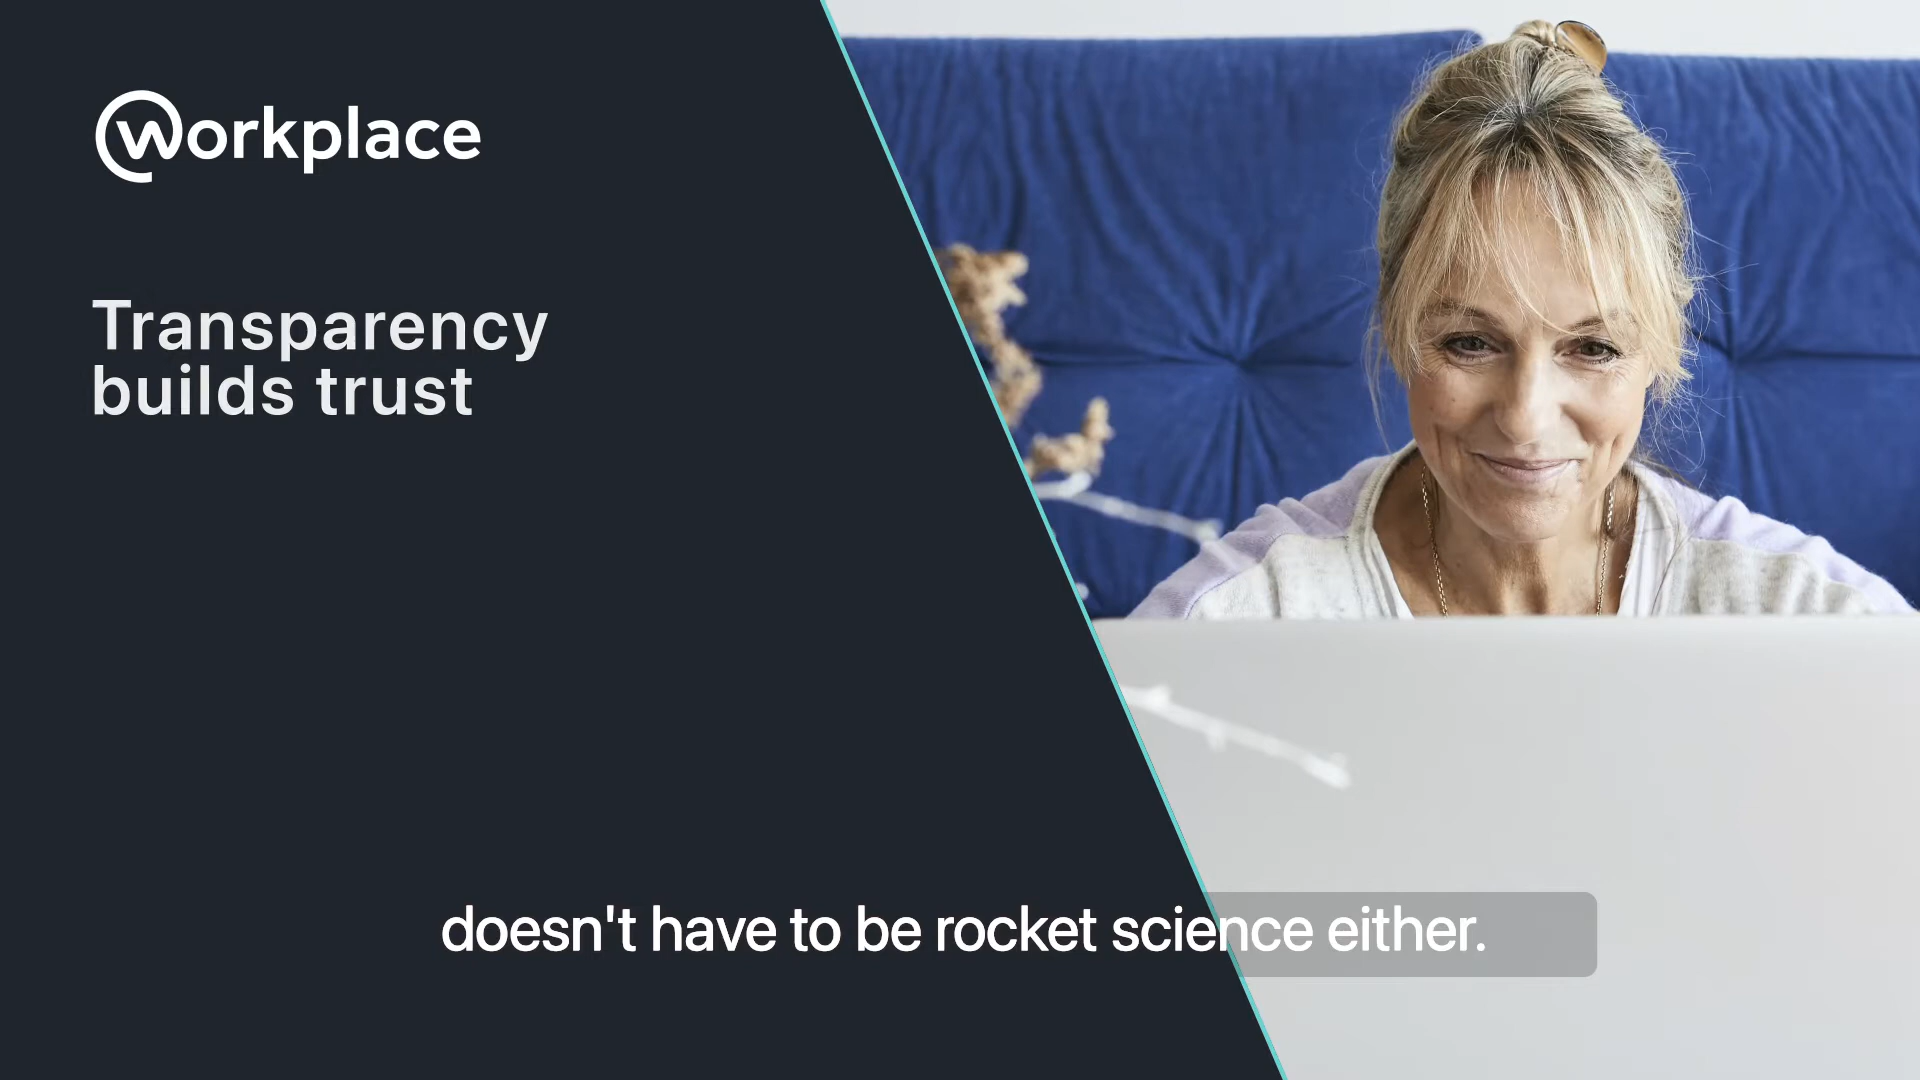 Workplace
Transparency
builds trust
doesn't have to be rocket science either.